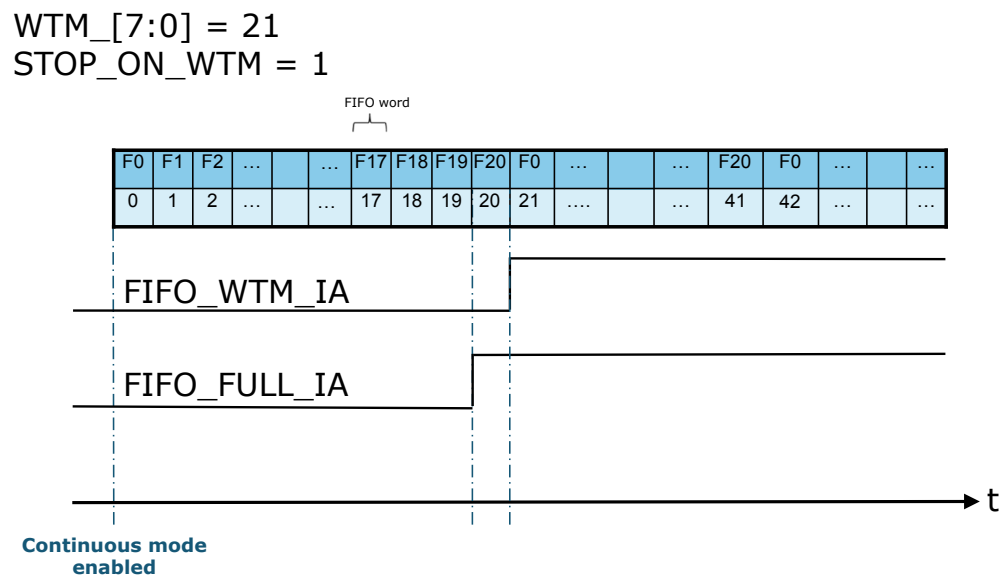 WTM_[7:0] = 21
STOP_ON_WTM = 1
FIFO word
F0 F1 F2 ... ... F17 F18 F19 F20 F0 ... ... F20 F0 ... ...
0 1 2 ... ... 17 18 19 20 21 .... ... 41 42 ... ...
FIFO_WTM_IA
FIFO_FULL_IA
t
Continuous mode
enabled